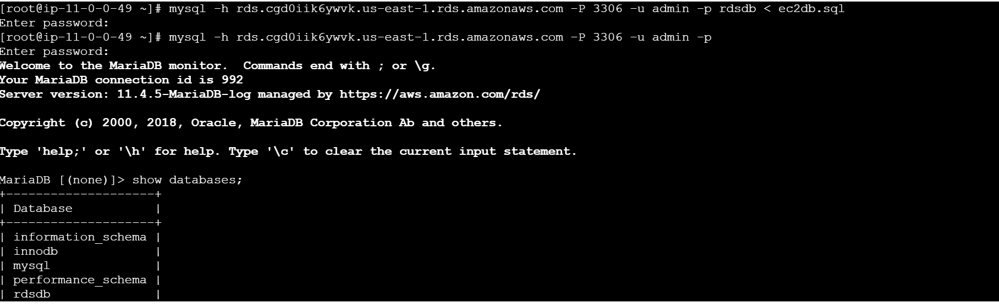 [root@ip-11-0-0-49 ~]# mysql -h rds.cgd0iik6ywvk.us-east-1.rds.amazonaws.com -P 3306 -u admin -p rdsdb < ec2db.sql
Enter password:
[root@ip-11-0-0-49 ~]# mysql -h rds.cgd0iik6ywvk.us-east-1.rds.amazonaws.com -P 3306 -u admin -p
Enter password:
Welcome to the MariaDB monitor.  Commands end with ; or \g.
Your MariaDB connection id is 992
Server version: 11.4.5-MariaDB-log managed by https://aws.amazon.com/rds/
Copyright (c) 2000, 2018, Oracle, MariaDB Corporation Ab and others.
Type 'help;' or '\h' for help. Type '\c' to clear the current input statement.
MariaDB [(none)]> show databases;
+--------------------+
| Database           |
+--------------------+
| information_schema |
| innodb             |
| mysql              |
| performance_schema |
| rdsdb              |